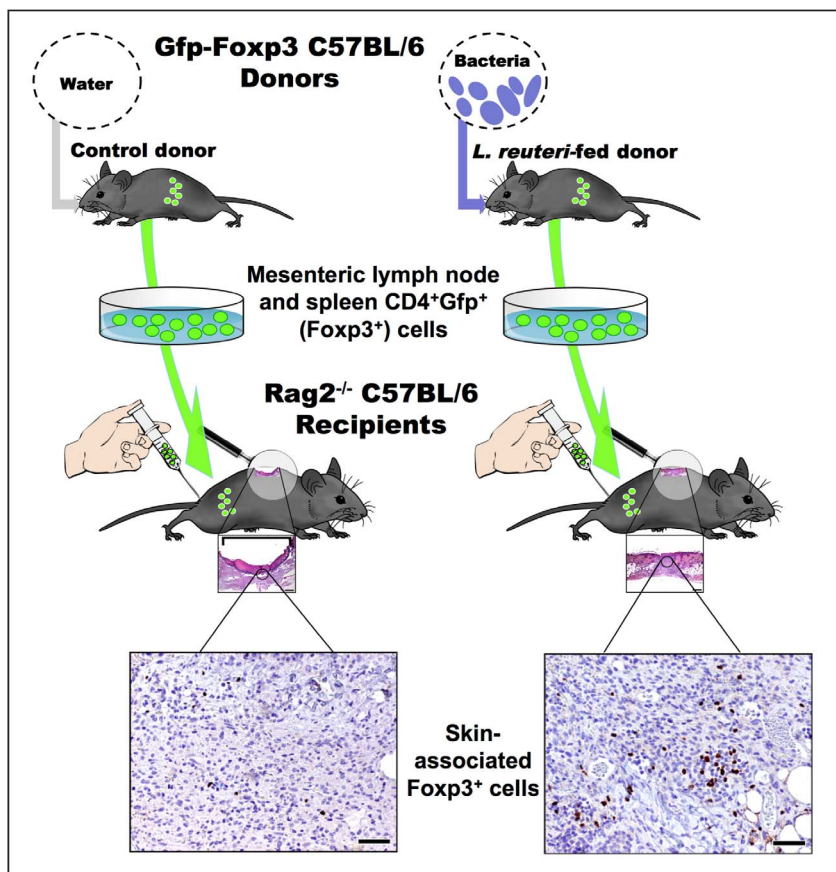 Gfp-Foxp3 C57BL/6
Donors
Water
Bacteria
Control donor
L. reuteri-fed donor
Mesenteric lymph node
and spleen CD4⁺Gfp⁺
(Foxp3⁺) cells
Rag2⁻/⁻ C57BL/6
Recipients
Skin-
associated
Foxp3⁺ cells